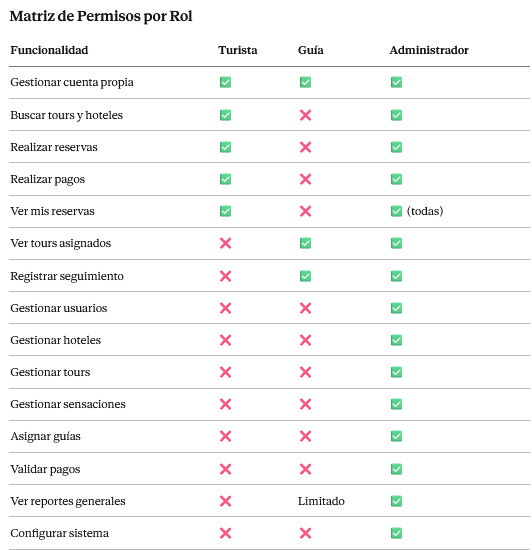 Matriz de Permisos por Rol
Funcionalidad Turista Guía Administrador
Gestionar cuenta propia ✅ ✅ ✅
Buscar tours y hoteles ✅ ❌ ✅
Realizar reservas ✅ ❌ ✅
Realizar pagos ✅ ❌ ✅
Ver mis reservas ✅ ❌ ✅ (todas)
Ver tours asignados ❌ ✅ ✅
Registrar seguimiento ❌ ✅ ✅
Gestionar usuarios ❌ ❌ ✅
Gestionar hoteles ❌ ❌ ✅
Gestionar tours ❌ ❌ ✅
Gestionar sensaciones ❌ ❌ ✅
Asignar guías ❌ ❌ ✅
Validar pagos ❌ ❌ ✅
Ver reportes generales ❌ Limitado ✅
Configurar sistema ❌ ❌ ✅